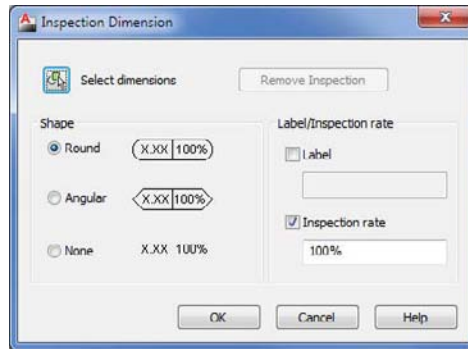 Inspection Dimension
Select dimensions
Remove Inspection
Shape
Round
X.XX 100%
Angular
X.XX 100%
None
X.XX 100%
Label/Inspection rate
Label
Inspection rate
100%
OK
Cancel
Help